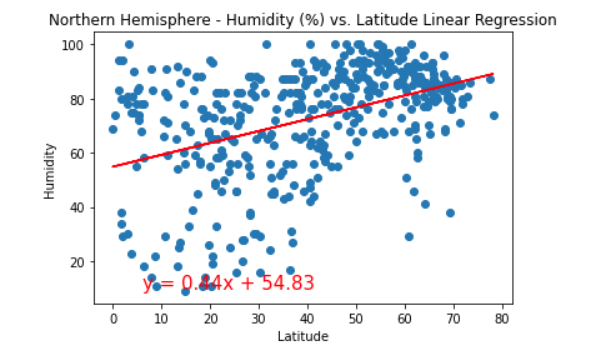 Northern Hemisphere - Humidity (%) vs. Latitude Linear Regression
100
80
60
40
20
Humidity
y = 0.44x + 54.83
0 10 20 30 40 50 60 70 80
Latitude